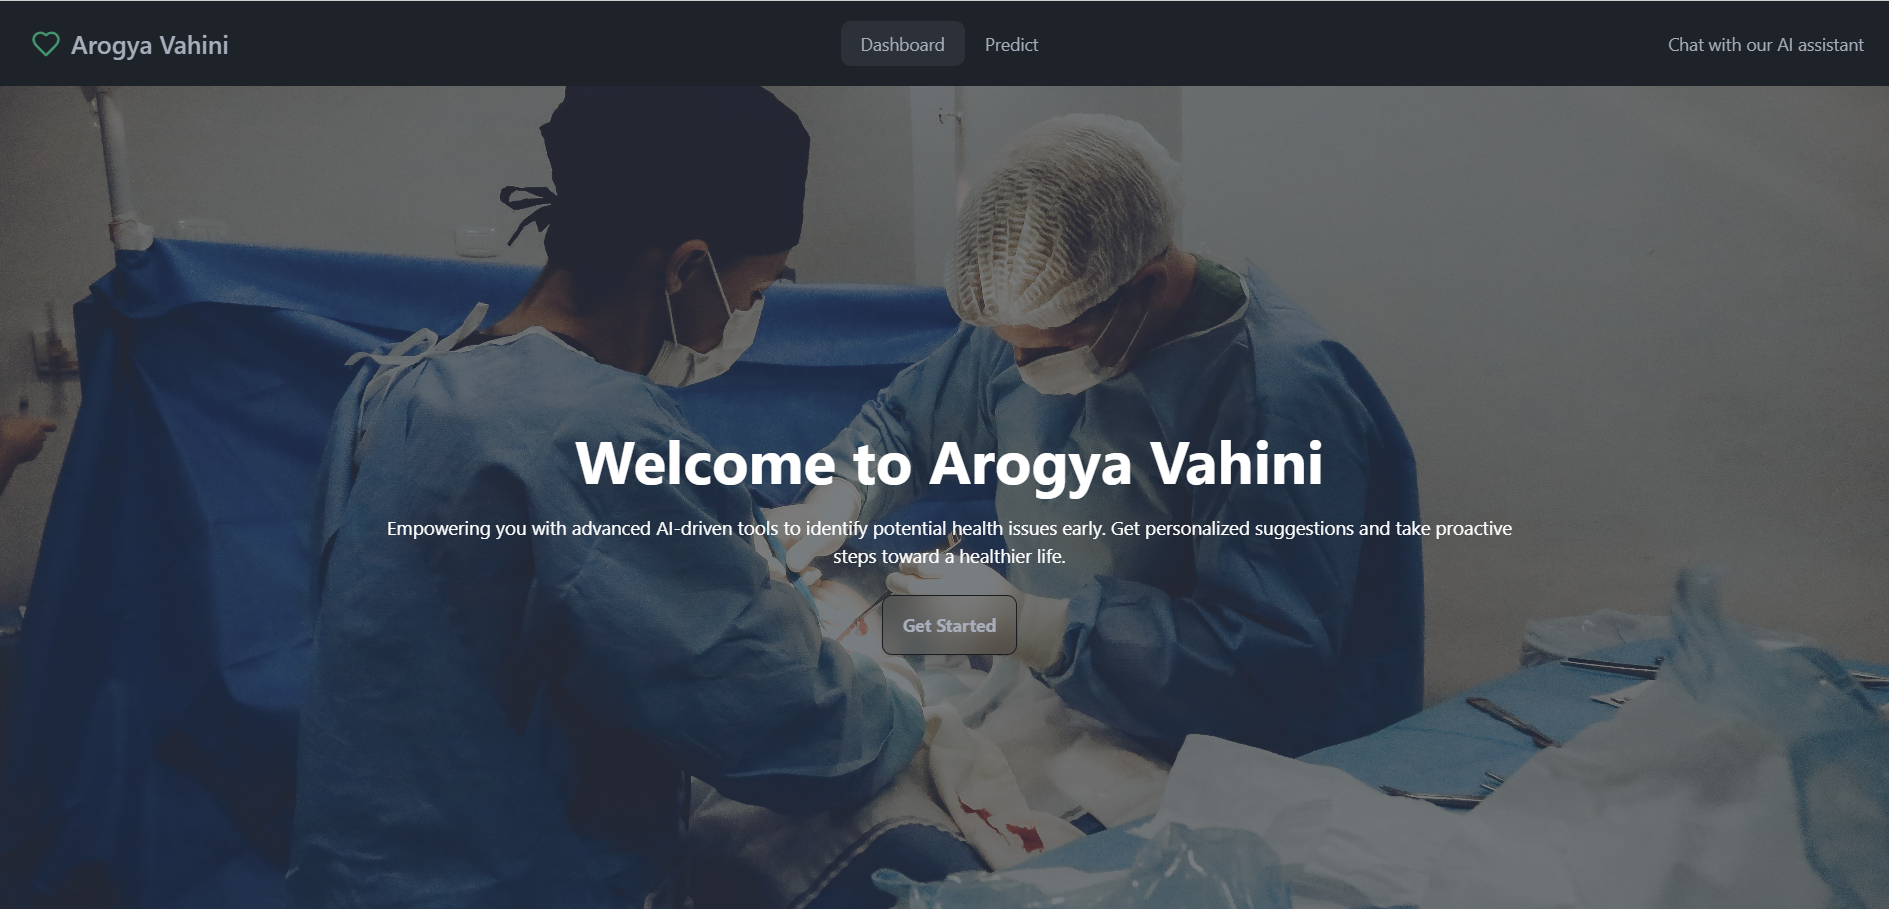 Arogya Vahini
Dashboard
Predict
Chat with our AI assistant
Welcome to Arogya Vahini
Empowering you with advanced AI-driven tools to identify potential health issues early. Get personalized suggestions and take proactive
steps toward a healthier life.
Get Started